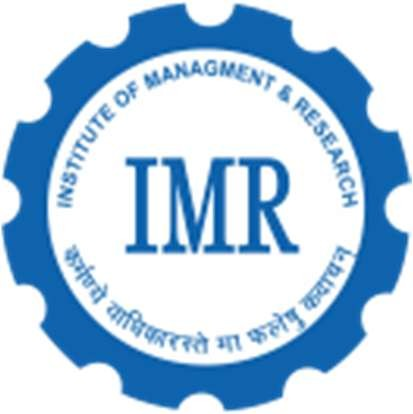 INSTITUTE OF MANAGMENT & RESEARCH
IMR
कर्मण्ये वाधिकारस्ते मा फलेषु कदाचन्